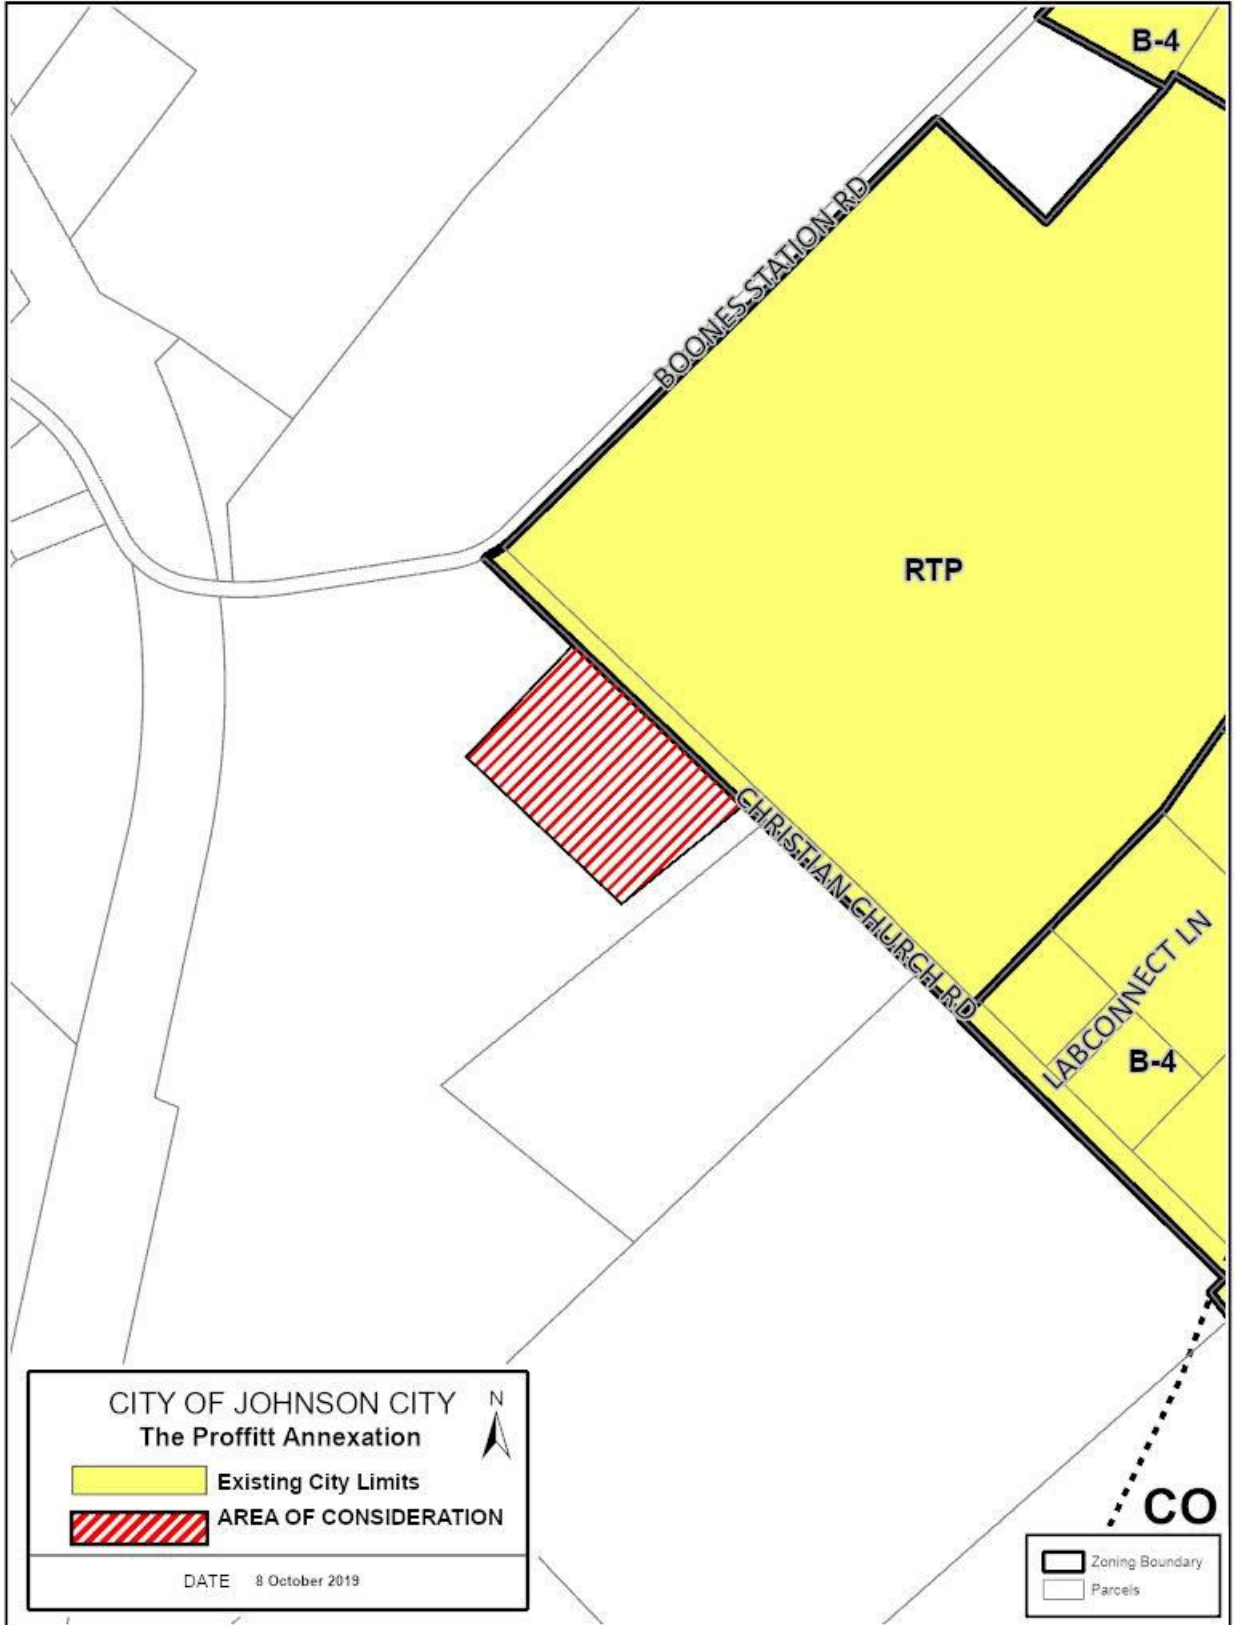 B-4
BOONES STATION RD
RTP
CHRISTIAN CHURCH RD
LABCONNECT LN
B-4
CITY OF JOHNSON CITY
N
The Proffitt Annexation
Existing City Limits
AREA OF CONSIDERATION
DATE 8 October 2019
CO
Zoning Boundary
Parcels